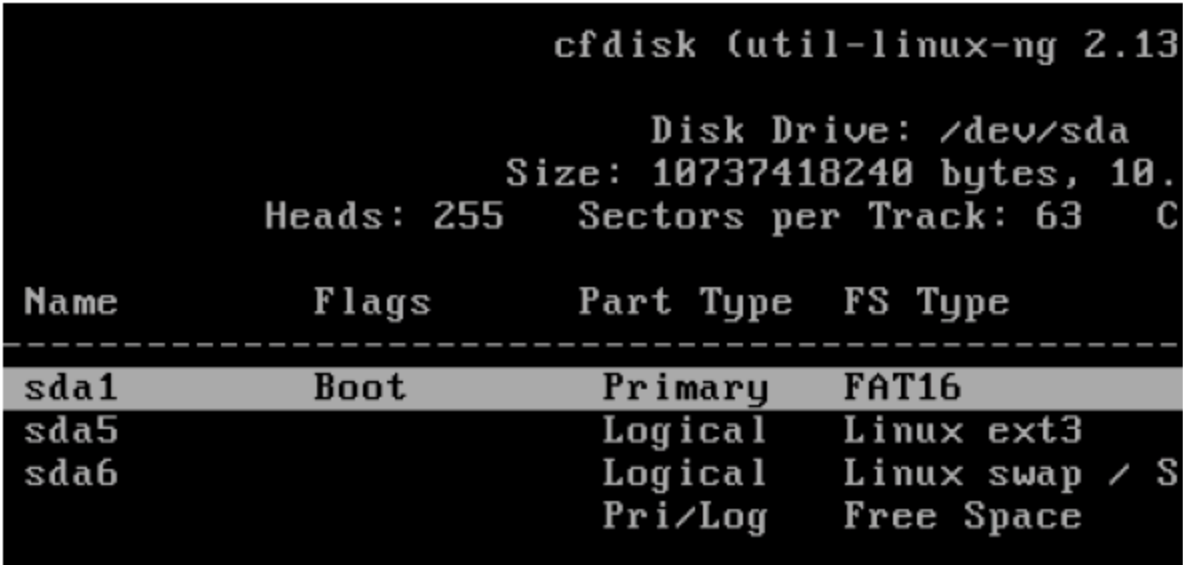 cfdisk (util-linux-ng 2.13
Disk Drive: /dev/sda
Size: 10737418240 bytes, 10.
Heads: 255 Sectors per Track: 63 C
Name Flags Part Type FS Type
sda1 Boot Primary FAT16
sda5 Logical Linux ext3
sda6 Logical Linux swap / S
Pri/Log Free Space